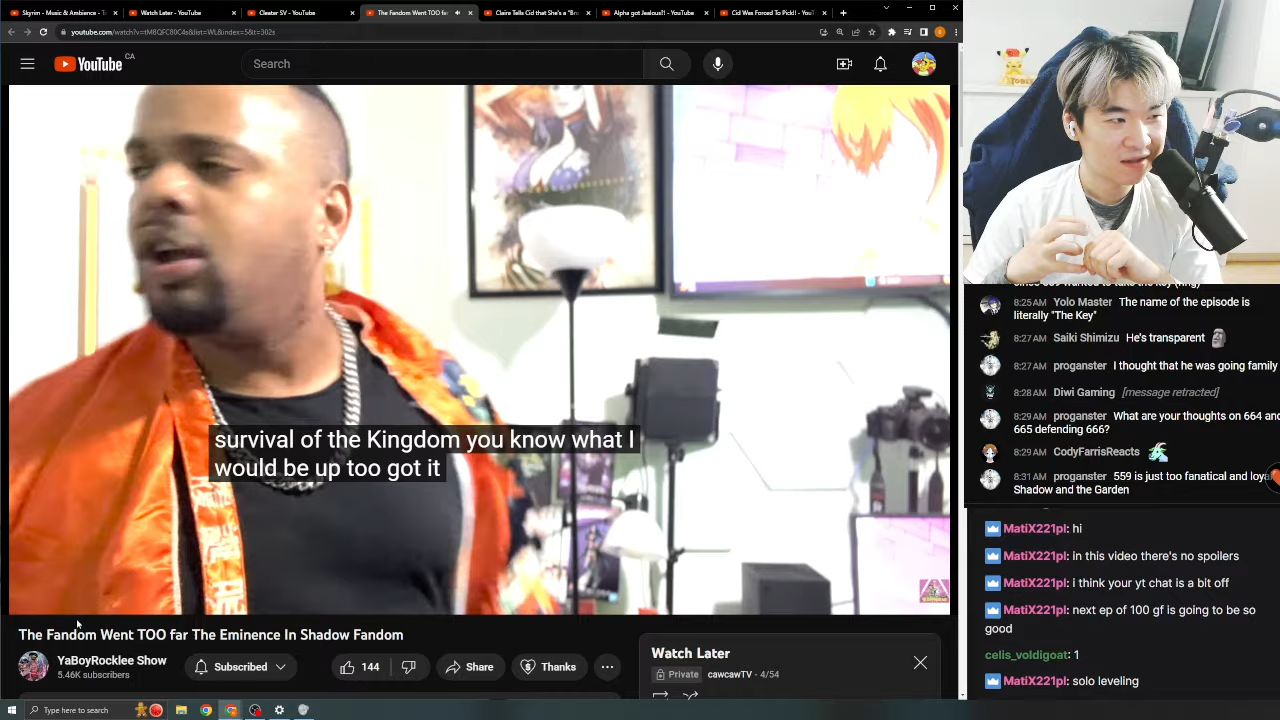 Skyrim - Music & Ambience - T
Watch Later - YouTube
Cleater SV - YouTube
The Fandom Went TOO far
Claire Tells Cid that She's a "Bro
Alpha got Jealous?! - YouTube
Cid Was Forced To Pick!! - YouT
youtube.com/watch?v=tM8QFC80C4s&list=WL&index=5&t=302s
YouTube CA
Search
survival of the Kingdom you know what I
would be up too got it
The Fandom Went TOO far The Eminence In Shadow Fandom
YaBoyRocklee Show
5.46K subscribers
Subscribed
144
Share
Thanks
Watch Later
Private cawcawTV - 4/54
Type here to search
8:25 AM Yolo Master The name of the episode is
literally "The Key"
8:27 AM Saiki Shimizu He's transparent
8:27 AM proganster I thought that he was going family
8:28 AM Diwi Gaming [message retracted]
8:29 AM proganster What are your thoughts on 664 and
665 defending 666?
8:29 AM CodyFarrisReacts
8:31 AM proganster 559 is just too fanatical and loya
Shadow and the Garden
MatiX221pl: hi
MatiX221pl: in this video there's no spoilers
MatiX221pl: i think your yt chat is a bit off
MatiX221pl: next ep of 100 gf is going to be so
good
celis_voldigoat: 1
MatiX221pl: solo leveling